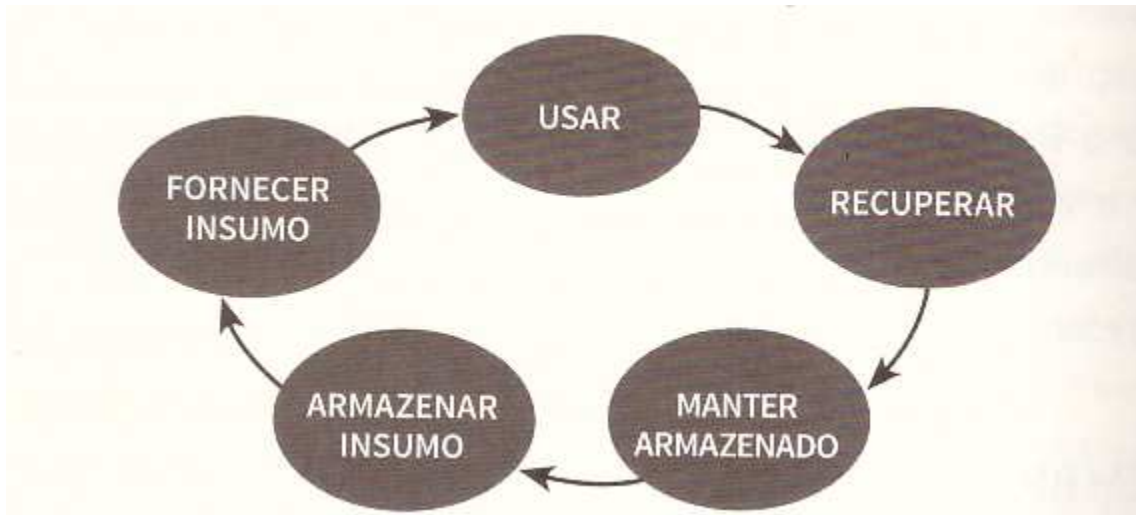 USAR
FORNECER
INSUMO
RECUPERAR
ARMAZENAR
INSUMO
MANTER
ARMAZENADO